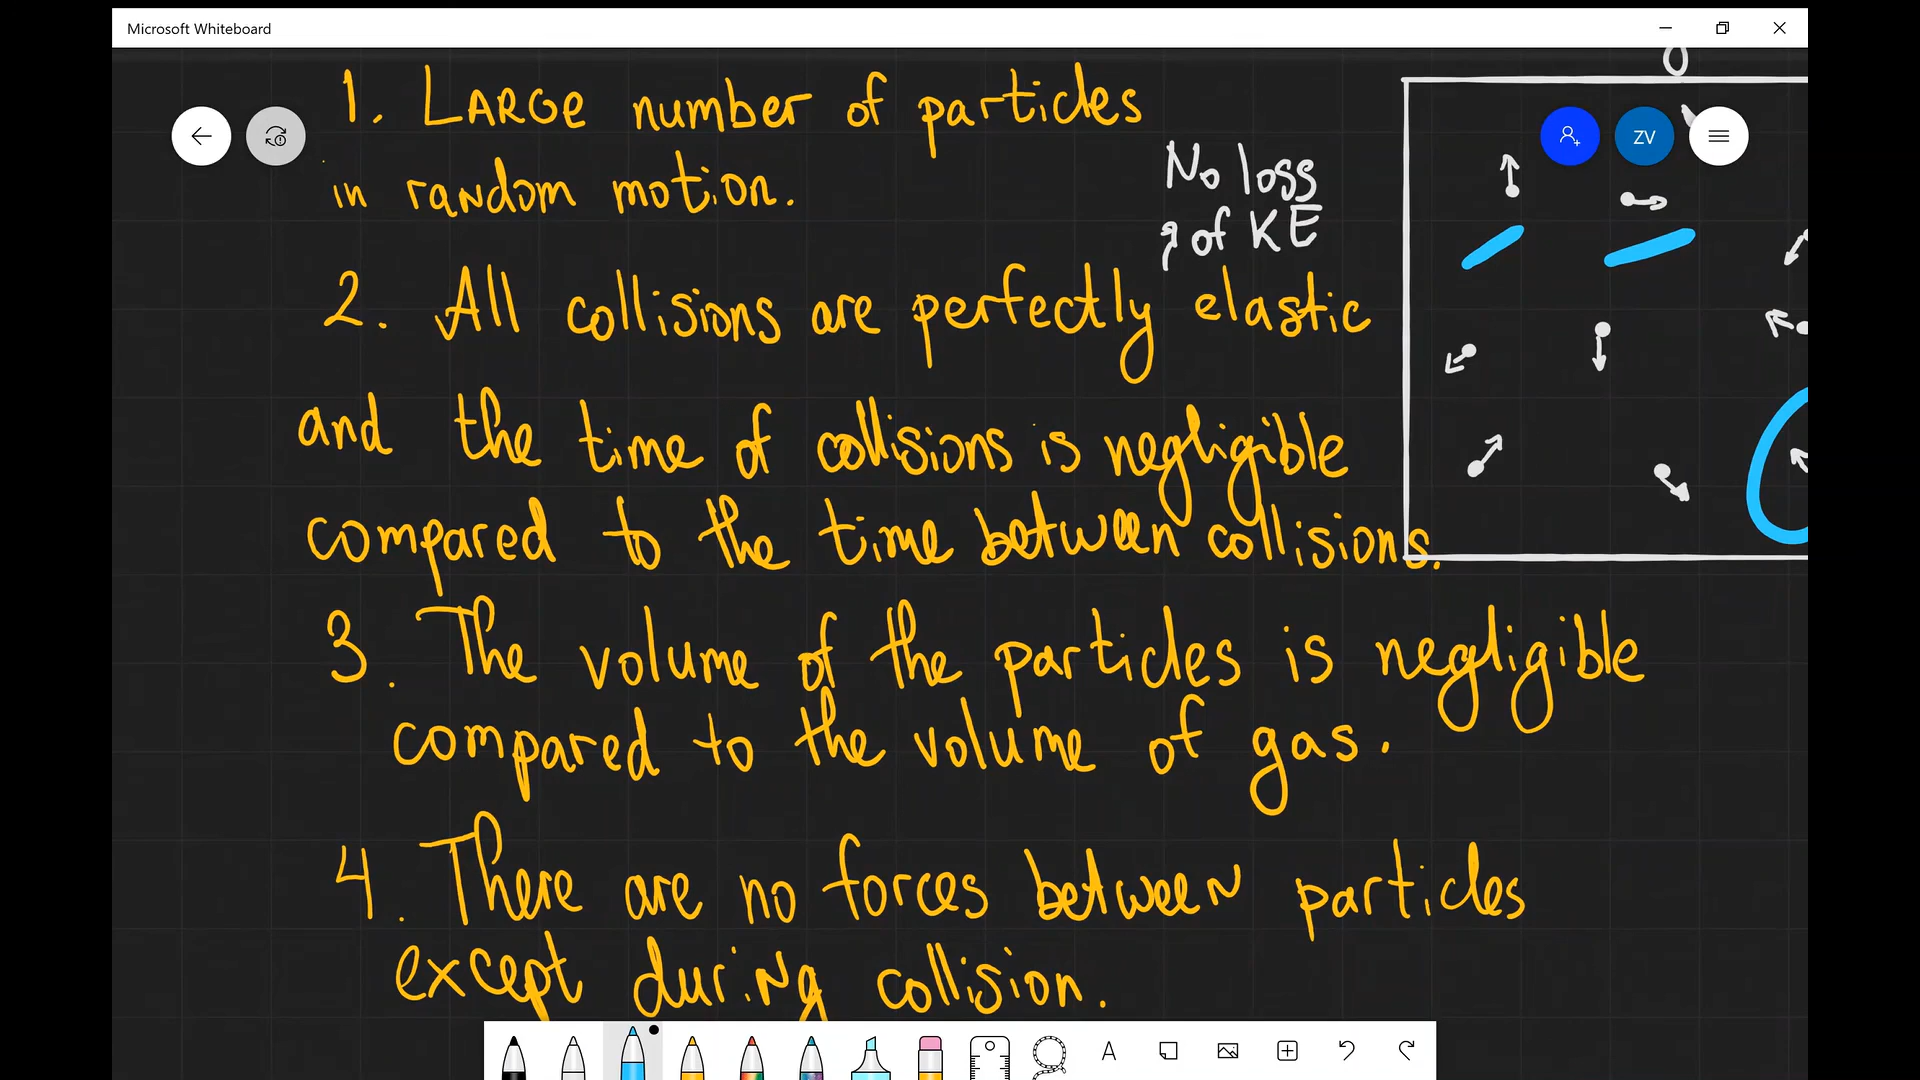 Microsoft Whiteboard
1. LARGE number of particles
in random motion.
No loss
of KE
2. All collisions are perfectly elastic
and the time of collisions is negligible
compared to the time between collisions.
3. The volume of the particles is negligible
compared to the volume of gas.
4. There are no forces between particles
except during collision.
ZV
A